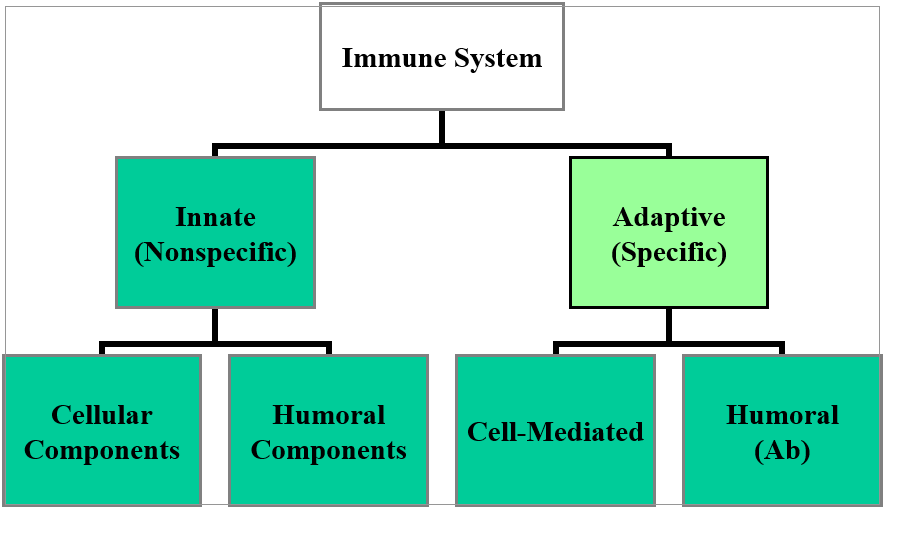 Immune System
Innate
(Nonspecific)
Adaptive
(Specific)
Cellular
Components
Humoral
Components
Cell-Mediated
Humoral
(Ab)